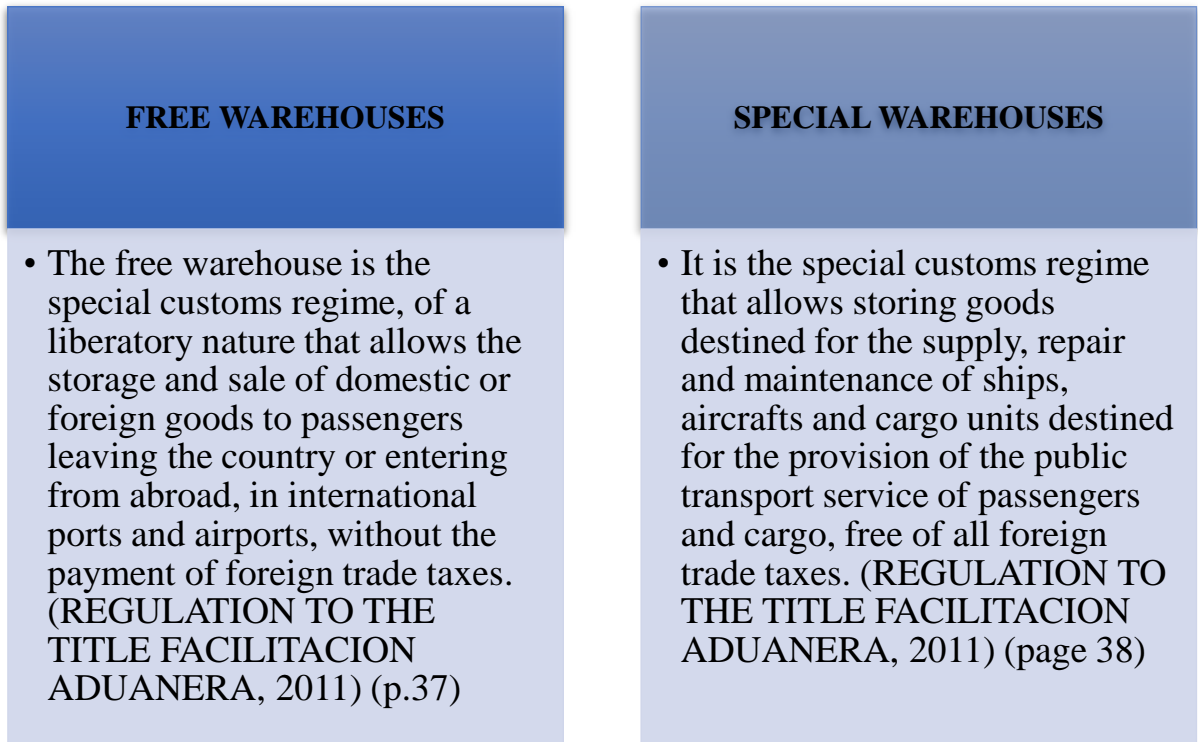 FREE WAREHOUSES
• The free warehouse is the
special customs regime, of a
liberatory nature that allows the
storage and sale of domestic or
foreign goods to passengers
leaving the country or entering
from abroad, in international
ports and airports, without the
payment of foreign trade taxes.
(REGULATION TO THE
TITLE FACILITACION
ADUANERA, 2011) (p.37)
SPECIAL WAREHOUSES
• It is the special customs regime
that allows storing goods
destined for the supply, repair
and maintenance of ships,
aircrafts and cargo units destined
for the provision of the public
transport service of passengers
and cargo, free of all foreign
trade taxes. (REGULATION TO
THE TITLE FACILITACION
ADUANERA, 2011) (page 38)